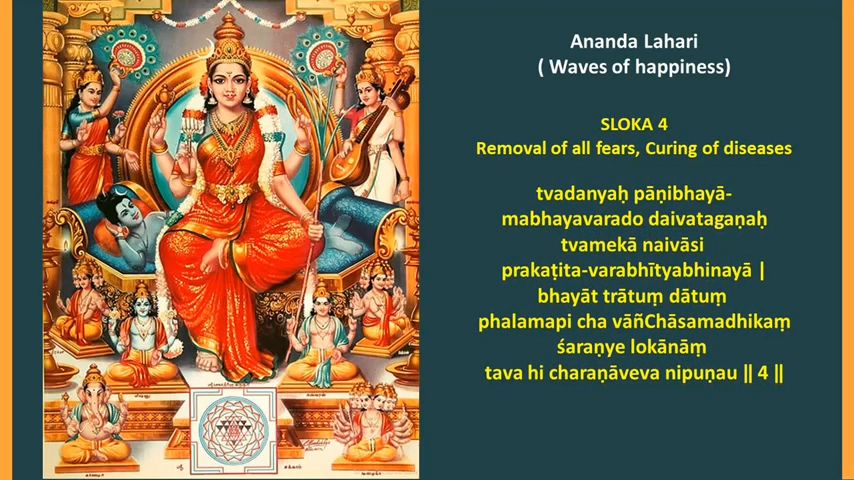 Ananda Lahari
( Waves of happiness)
SLOKA 4
Removal of all fears, Curing of diseases
tvadanyaḥ pāṇibhayā-
mabhayavarado daivatagaṇaḥ
tvamekā naivāsi
prakaṭita-varabhītyabhinayā |
bhayāt trātuṃ dātuṃ
phalamapi cha vāñChāsamadhikaṃ
śaraṇye lokānāṃ
tava hi charaṇāveva nipuṇau ‖ 4 ‖